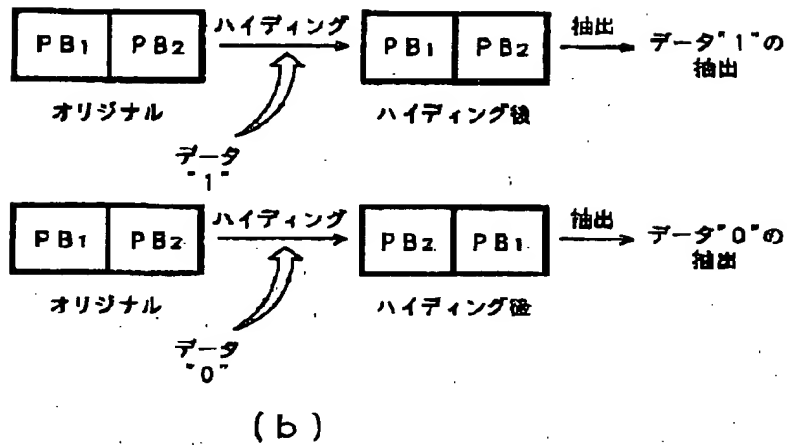 PB1 PB2 ハイディング PB1 PB2 抽出 データ"1"の
抽出
オリジナル ハイディング後
データ
"1"
PB1 PB2 ハイディング PB2 PB1 抽出 データ"0"の
抽出
オリジナル ハイディング後
データ
"0"
(b)